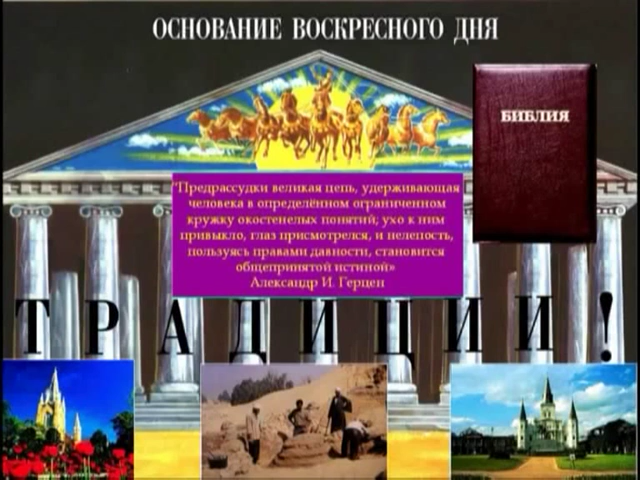 ОСНОВАНИЕ ВОСКРЕСНОГО ДНЯ
БИБЛИЯ
"Предрассудки великая цепь, удерживающая
человека в определённом ограниченном
кружку окостенелых понятий; ухо к ним
привыкло, глаз присмотрелся, и нелепость,
пользуясь правами давности, становится
общепринятой истиной»
Александр И. Герцен
ТРАДИЦИИ!